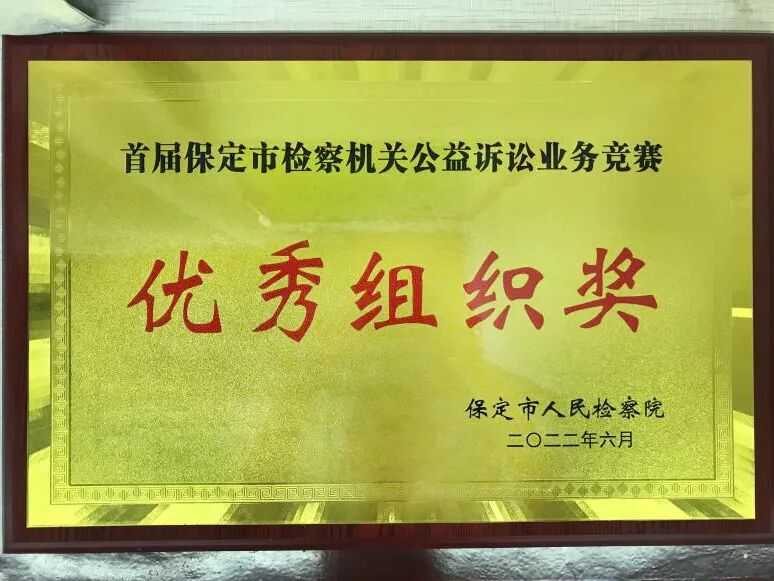 首届保定市检察机关公益诉讼业务竞赛
优秀组织奖
保定市人民检察院
二〇二二年六月